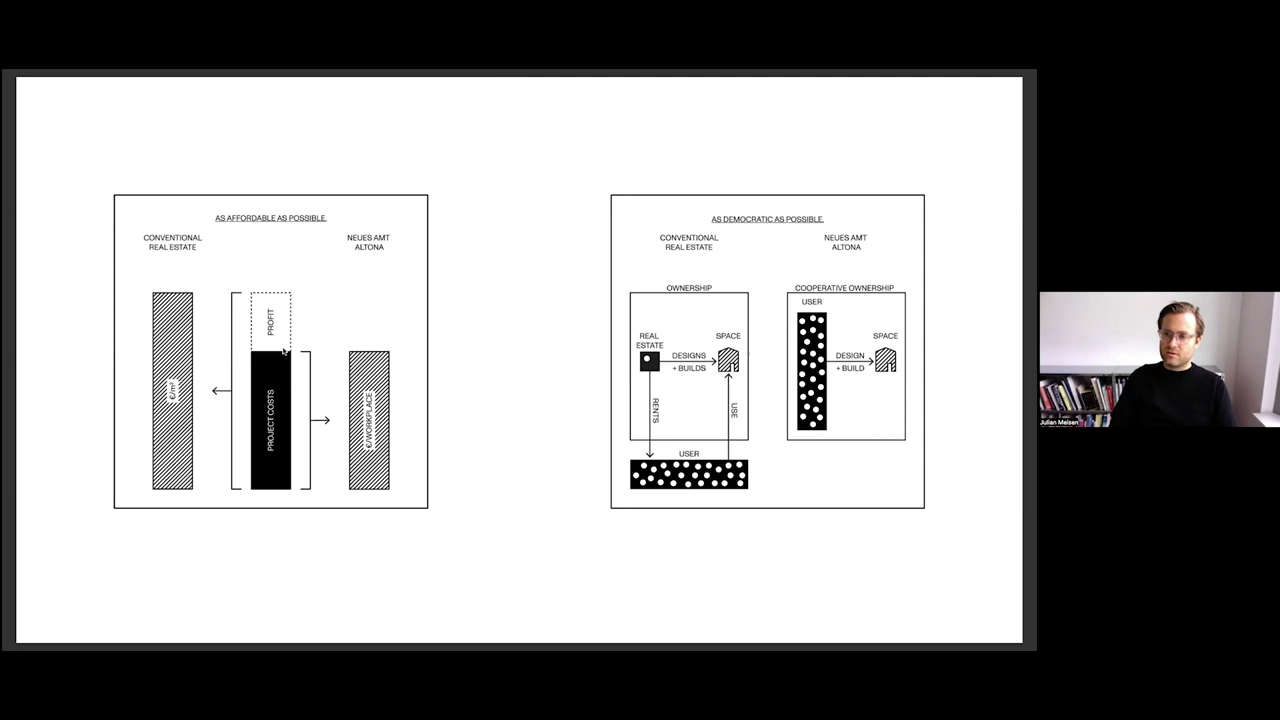 AS AFFORDABLE AS POSSIBLE.
CONVENTIONAL
REAL ESTATE
NEUES AMT
ALTONA
€/m²
PROFIT
PROJECT COSTS
€/WORKPLACE
AS DEMOCRATIC AS POSSIBLE.
CONVENTIONAL
REAL ESTATE
NEUES AMT
ALTONA
OWNERSHIP
REAL
ESTATE
SPACE
DESIGNS
+ BUILDS
RENTS
USE
USER
COOPERATIVE OWNERSHIP
USER
SPACE
DESIGN
+ BUILD
Julian Meisen